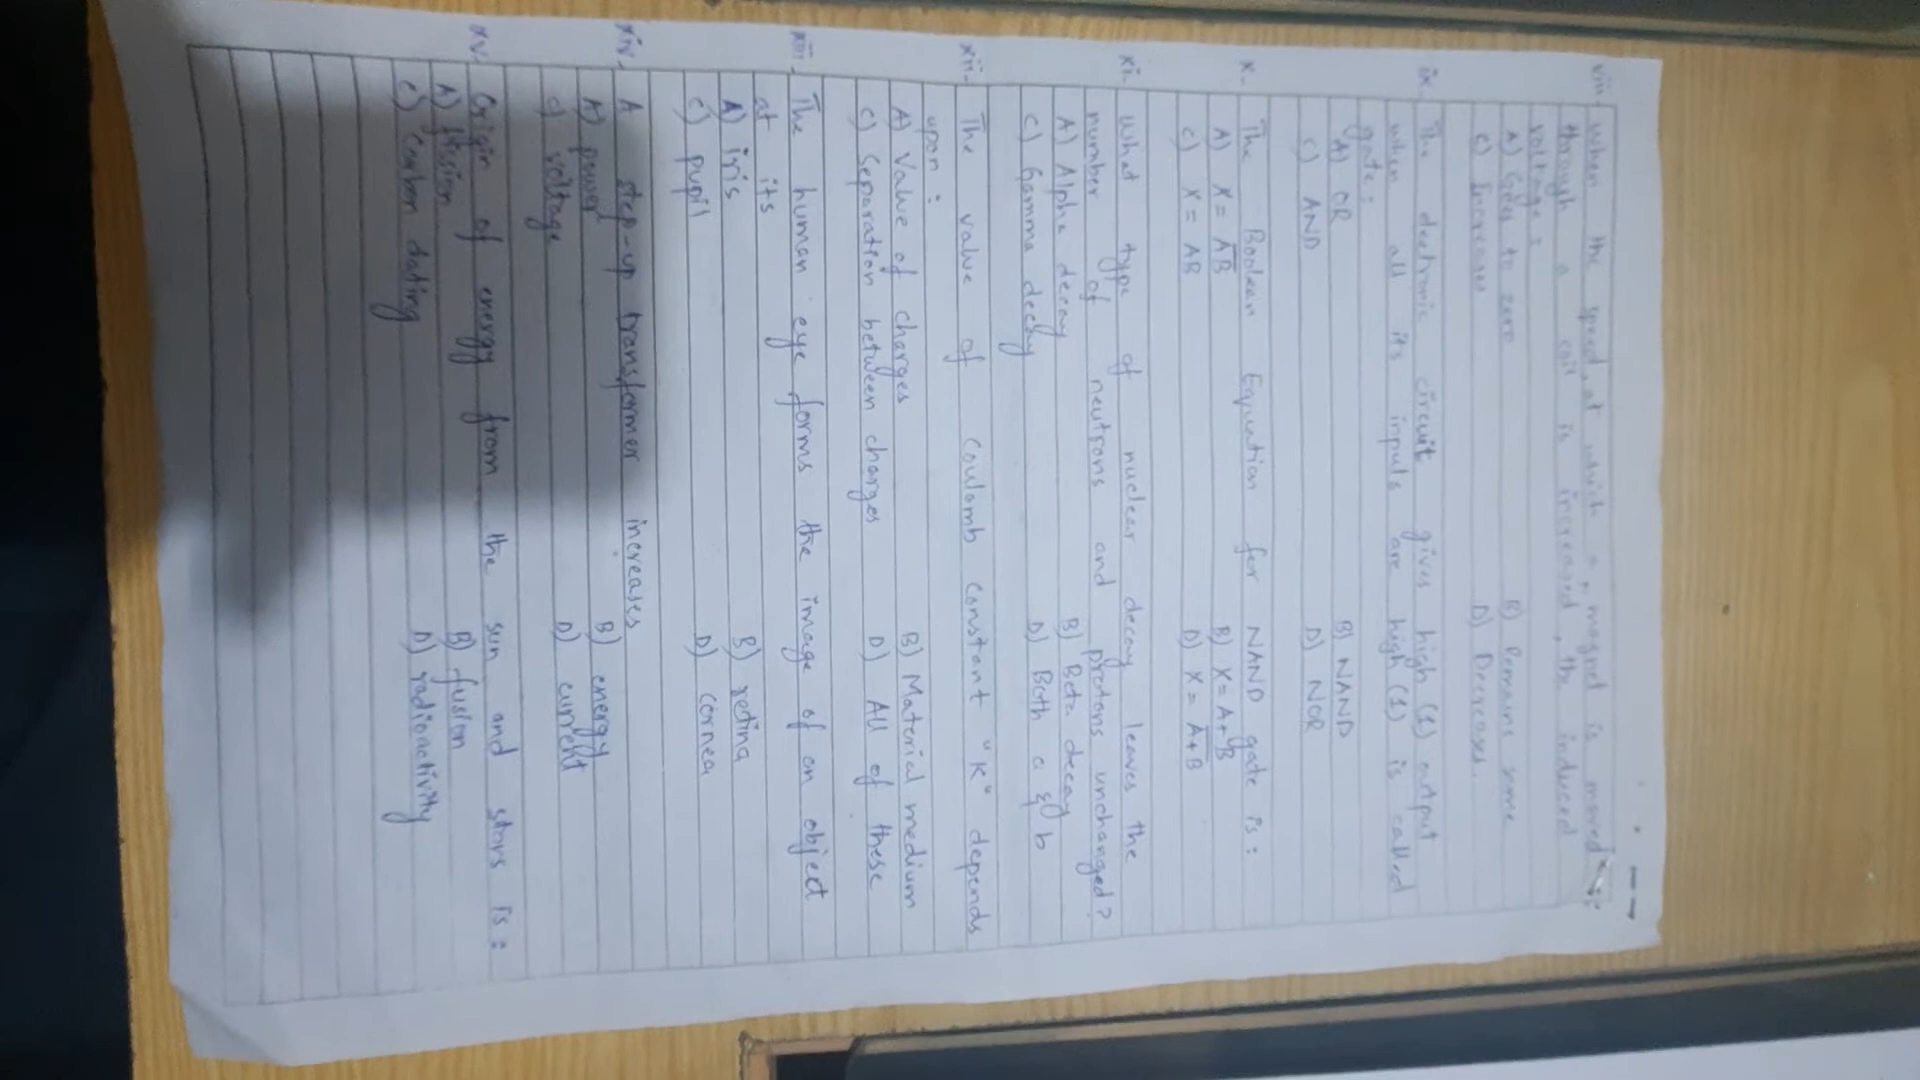 viii. When the speed at which a magnet is moved
through a coil is increased, the induced
voltage:
A) Goes to zero B) Remains same
C) Increases D) Decreases.
ix. The electronic circuit gives high (1) output
when all its inputs are high (1) is called
gate:
A) OR B) NAND
C) AND D) NOR
x. The Boolean Equation for NAND gate is:
A) X = A̅B̅ B) X = A+B
C) X = AB D) X = A̅+̅B̅
xi. What type of nuclear decay leaves the
number of neutrons and protons unchanged?
A) Alpha decay B) Beta decay
C) Gamma decay D) Both a & b
xii. The value of Coulomb constant "K" depends
upon:
A) Value of charges B) Material medium
C) Separation between charges D) All of these
xiii. The human eye forms the image of an object
at its
A) iris B) retina
C) pupil D) cornea
xiv. A step-up transformer increases
A) power B) energy
c) voltage D) current
xv. Origin of energy from the sun and stars is:
A) fission B) fusion
C) Carbon dating D) radioactivity